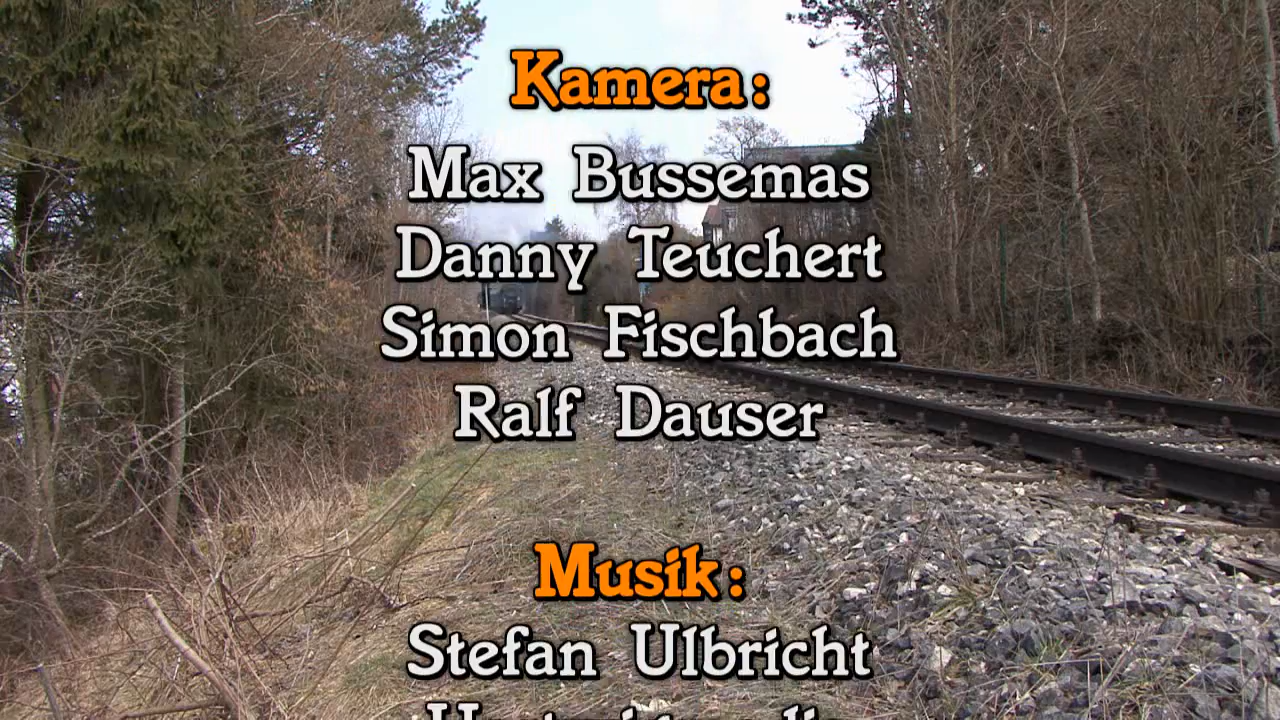 Kamera:
Max Bussemas
Danny Teuchert
Simon Fischbach
Ralf Dauser
Musik:
Stefan Ulbricht